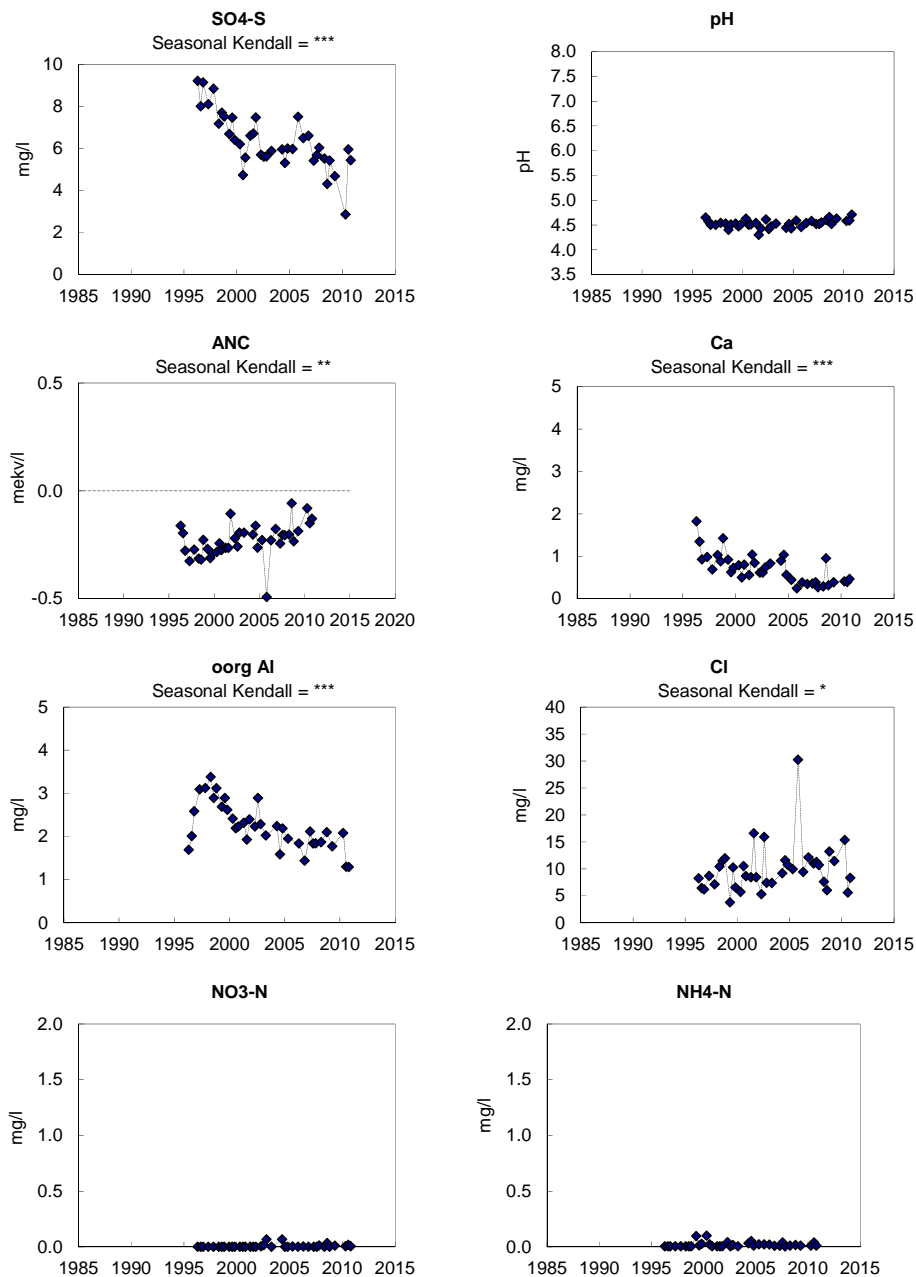 SO4-S
Seasonal Kendall = ***
10
8
6
4
2
0
mg/l
1985 1990 1995 2000 2005 2010 2015
pH
8.0
7.5
7.0
6.5
6.0
5.5
5.0
4.5
4.0
3.5
pH
1985 1990 1995 2000 2005 2010 2015
ANC
Seasonal Kendall = **
0.5
0.0
-0.5
mekv/l
1985 1990 1995 2000 2005 2010 2015 2020
Ca
Seasonal Kendall = ***
5
4
3
2
1
0
mg/l
1985 1990 1995 2000 2005 2010 2015
oorg Al
Seasonal Kendall = ***
5
4
3
2
1
0
mg/l
1985 1990 1995 2000 2005 2010 2015
Cl
Seasonal Kendall = *
40
35
30
25
20
15
10
5
0
mg/l
1985 1990 1995 2000 2005 2010 2015
NO3-N
2.0
1.5
1.0
0.5
0.0
mg/l
1985 1990 1995 2000 2005 2010 2015
NH4-N
2.0
1.5
1.0
0.5
0.0
mg/l
1985 1990 1995 2000 2005 2010 2015